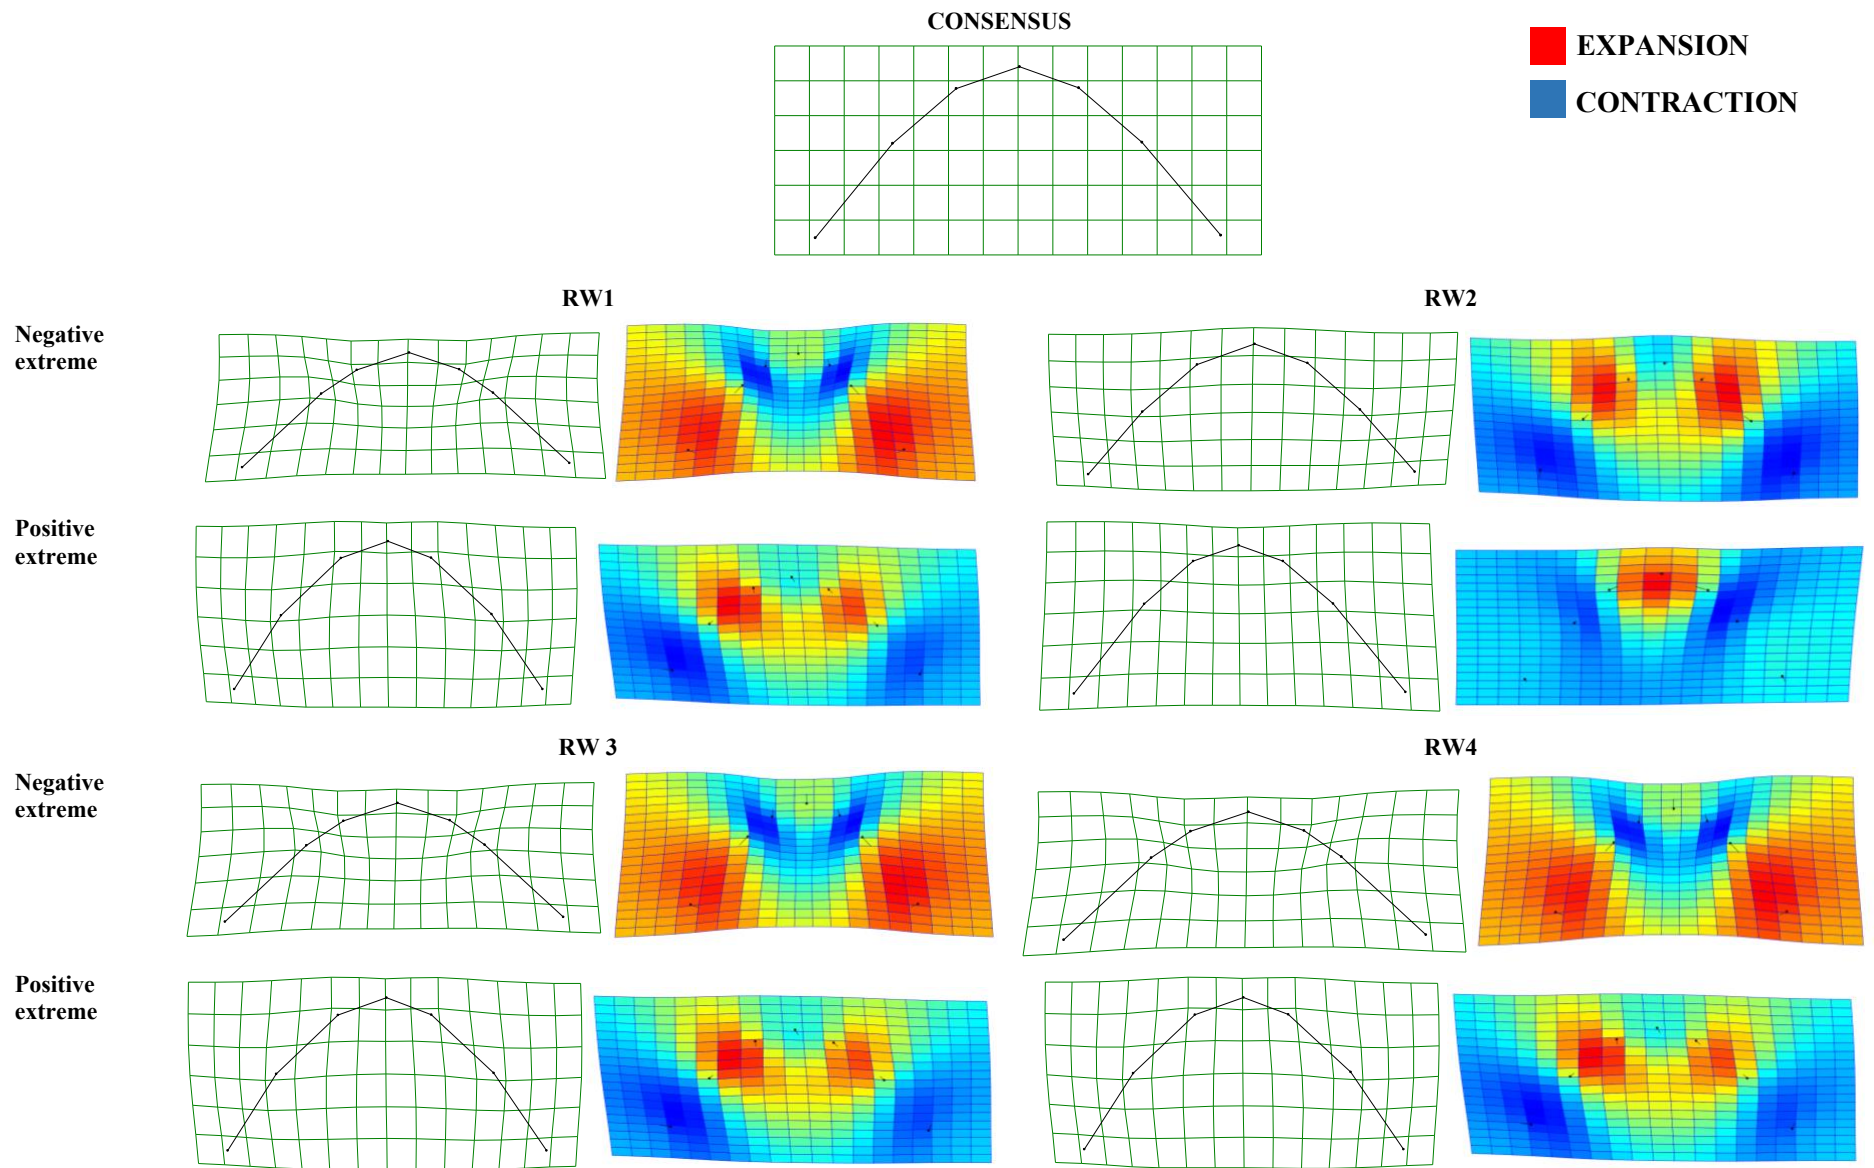 CONSENSUS
EXPANSION
CONTRACTION
RW1
RW2
Negative
extreme
Positive
extreme
RW 3
RW4
Negative
extreme
Positive
extreme